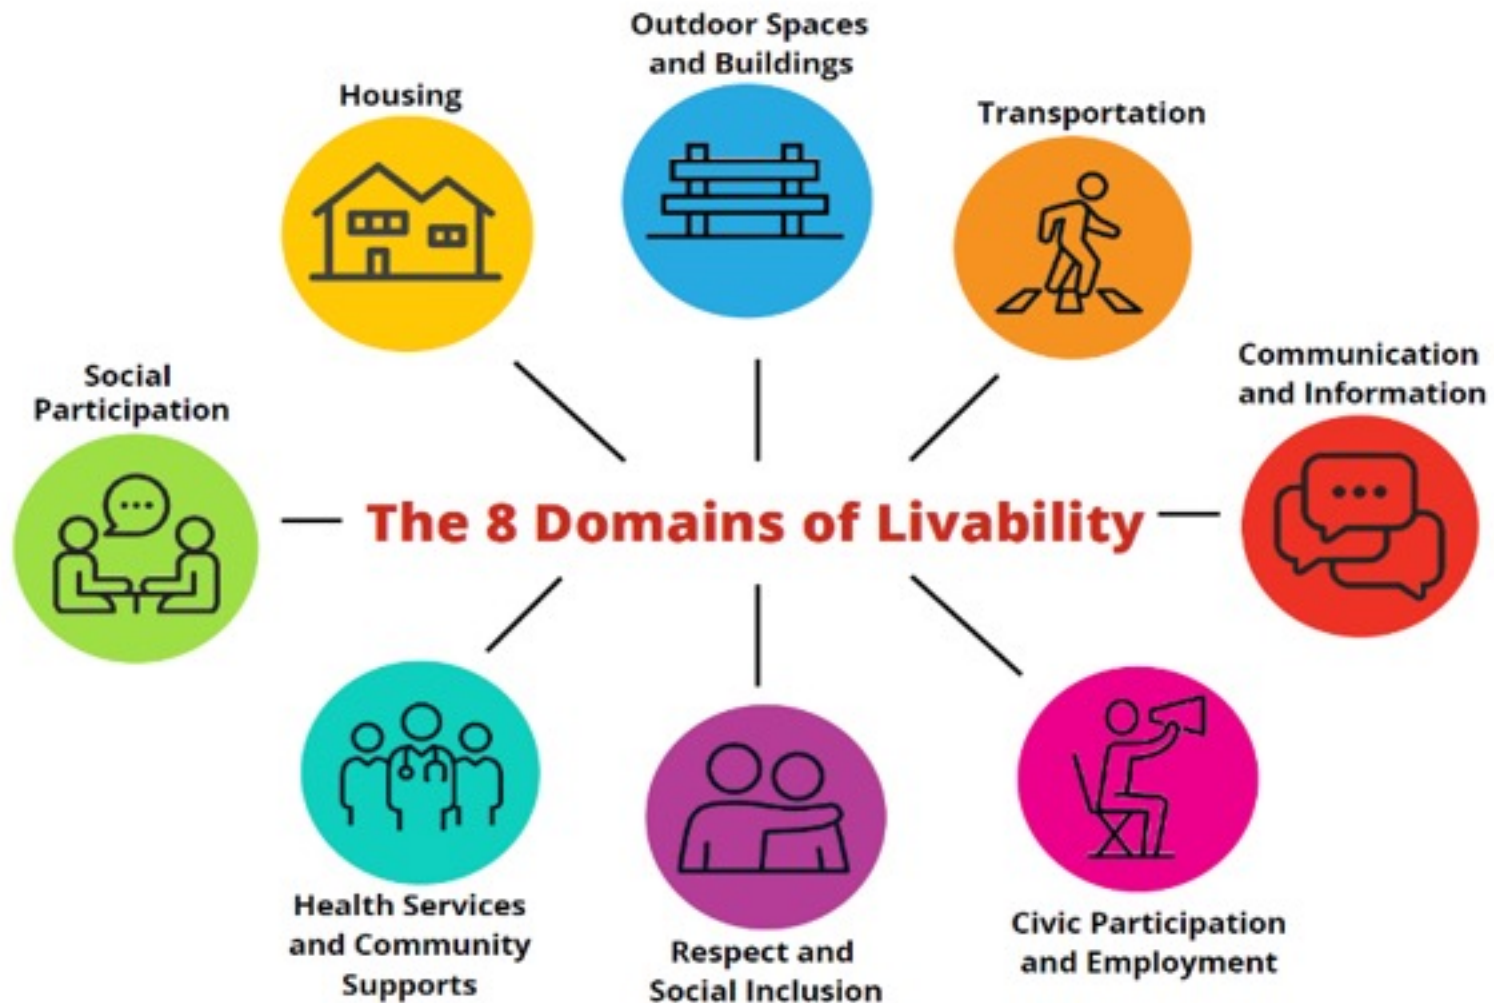 Outdoor Spaces
and Buildings
Housing
Transportation
Social
Participation
Communication
and Information
The 8 Domains of Livability
Health Services
and Community
Supports
Respect and
Social Inclusion
Civic Participation
and Employment